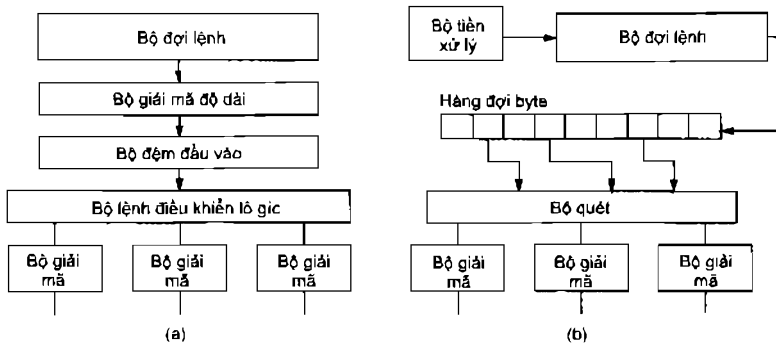 Bộ đợi lệnh
Bộ giải mã độ dài
Bộ đệm đầu vào
Bộ lệnh điều khiển lô gic
Bộ giải
mã
Bộ giải
mã
Bộ giải
mã
(a)
Bộ tiền
xử lý
Bộ đợi lệnh
Hàng đợi byte
Bộ quét
Bộ giải
mã
Bộ giải
mã
Bộ giải
mã
(b)